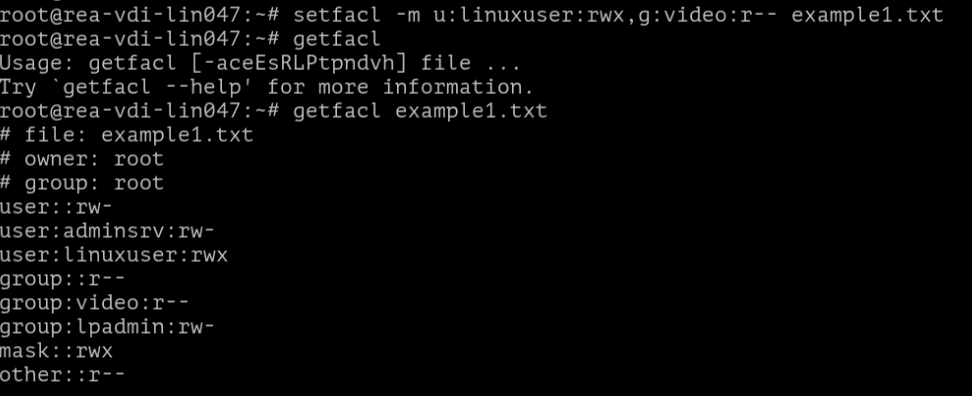 root@rea-vdi-lin047:~# setfacl -m u:linuxuser:rwx,g:video:r-- example1.txt
root@rea-vdi-lin047:~# getfacl
Usage: getfacl [-aceEsRLPtpndvh] file ...
Try `getfacl --help' for more information.
root@rea-vdi-lin047:~# getfacl example1.txt
# file: example1.txt
# owner: root
# group: root
user::rw-
user:adminsrv:rw-
user:linuxuser:rwx
group::r--
group:video:r--
group:lpadmin:rw-
mask::rwx
other::r--